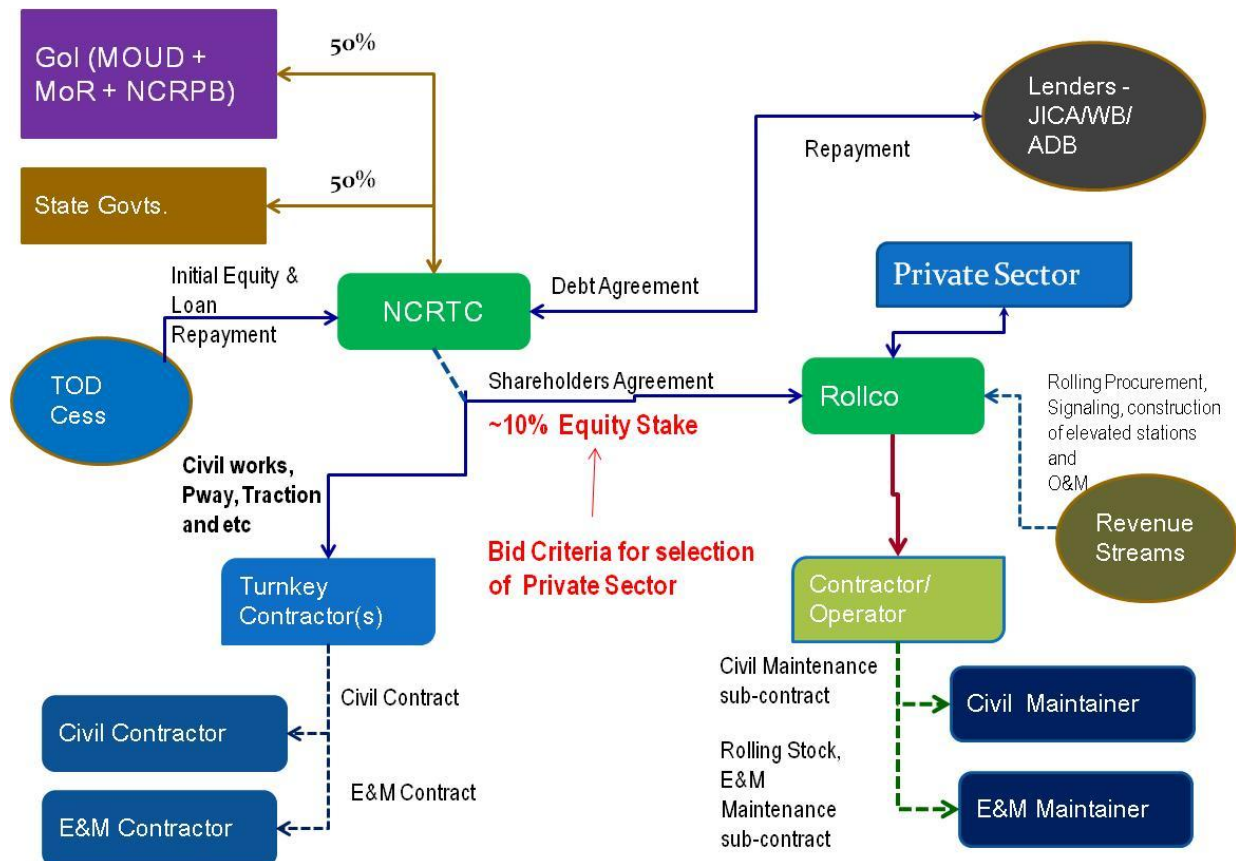 GoI (MOUD +
MoR + NCRPB)
50%
Lenders -
JICA/WB/
ADB
Repayment
State Govts.
50%
Initial Equity &
Loan
Repayment
NCRTC
Debt Agreement
Private Sector
TOD
Cess
Shareholders Agreement
~10% Equity Stake
Rollco
Rolling Procurement,
Signaling, construction
of elevated stations
and
O&M
Civil works,
Pway, Traction
and etc
Bid Criteria for selection
of Private Sector
Revenue
Streams
Turnkey
Contractor(s)
Contractor/
Operator
Civil Contract
Civil Maintenance
sub-contract
Civil Contractor
Civil Maintainer
E&M Contract
Rolling Stock,
E&M
Maintenance
sub-contract
E&M Contractor
E&M Maintainer